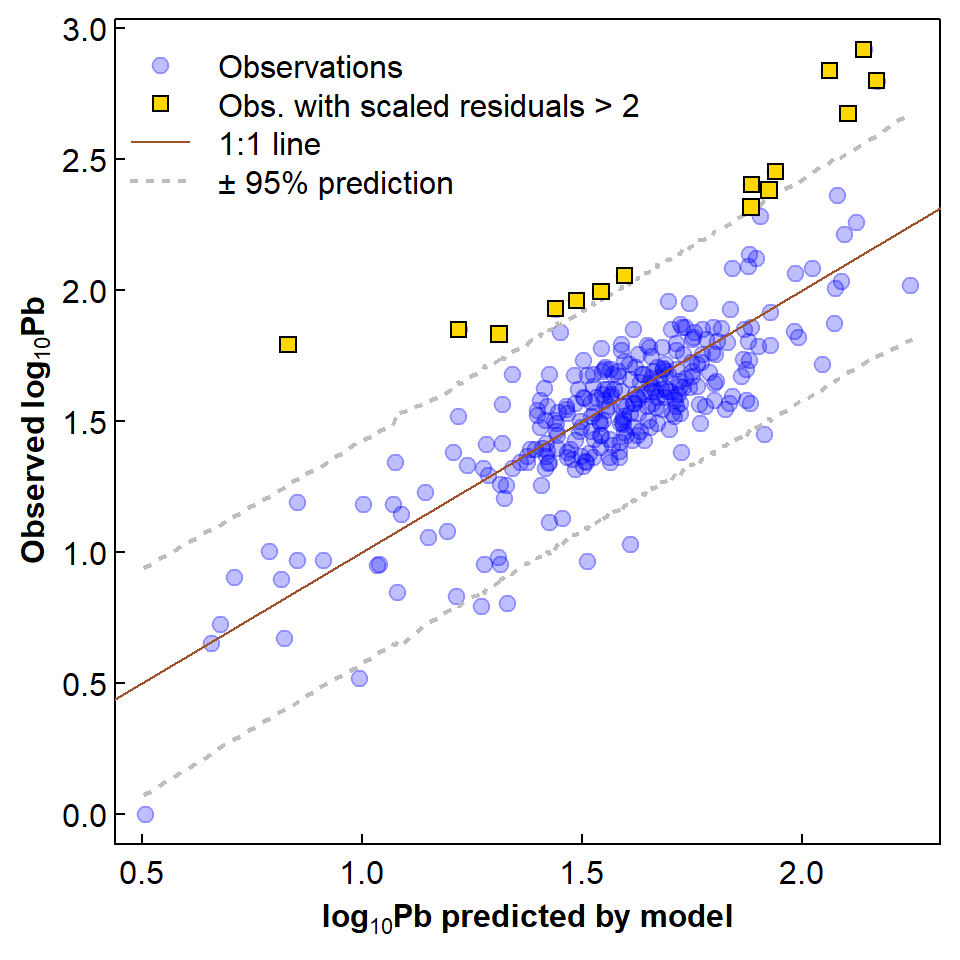 3.0
2.5
2.0
1.5
1.0
0.5
0.0
Observed log₁₀Pb
Observations
Obs. with scaled residuals > 2
1:1 line
± 95% prediction
0.5 1.0 1.5 2.0
log₁₀Pb predicted by model